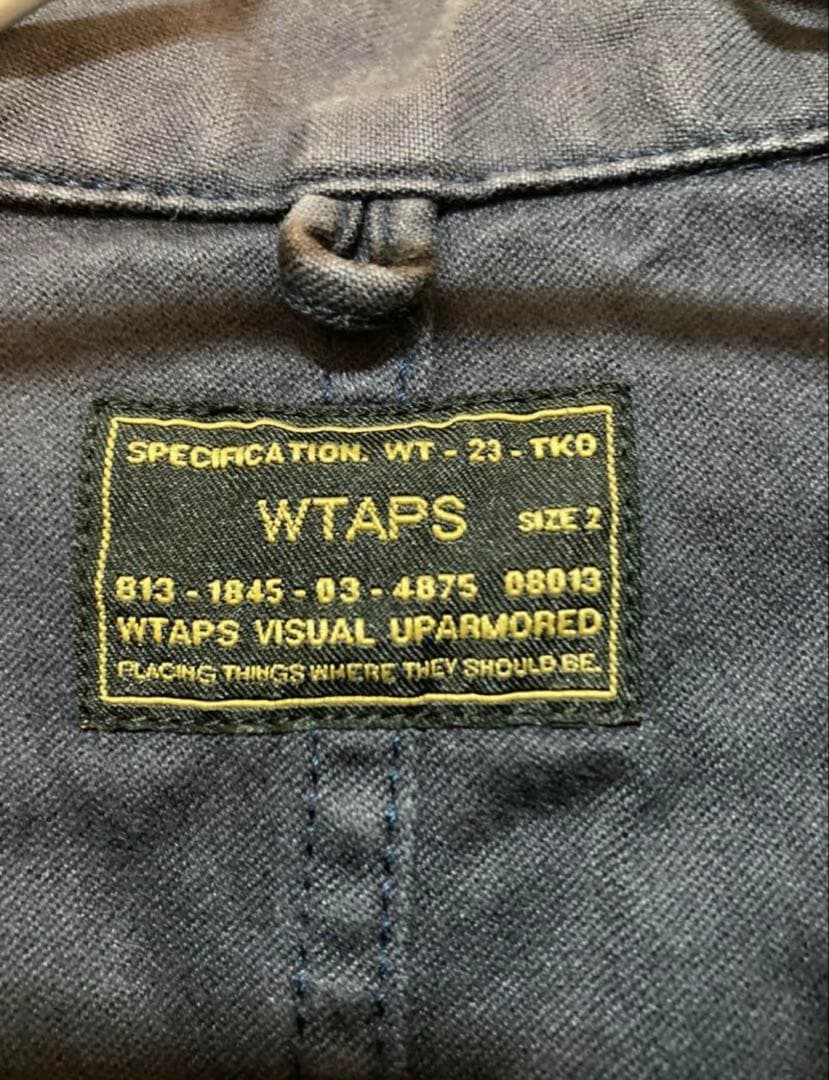 SPECIFICATION. WT - 23 - TKO
WTAPS SIZE 2
813 - 1845 - 03 - 4875 08013
WTAPS VISUAL UPARMORED
PLACING THINGS WHERE THEY SHOULD BE.